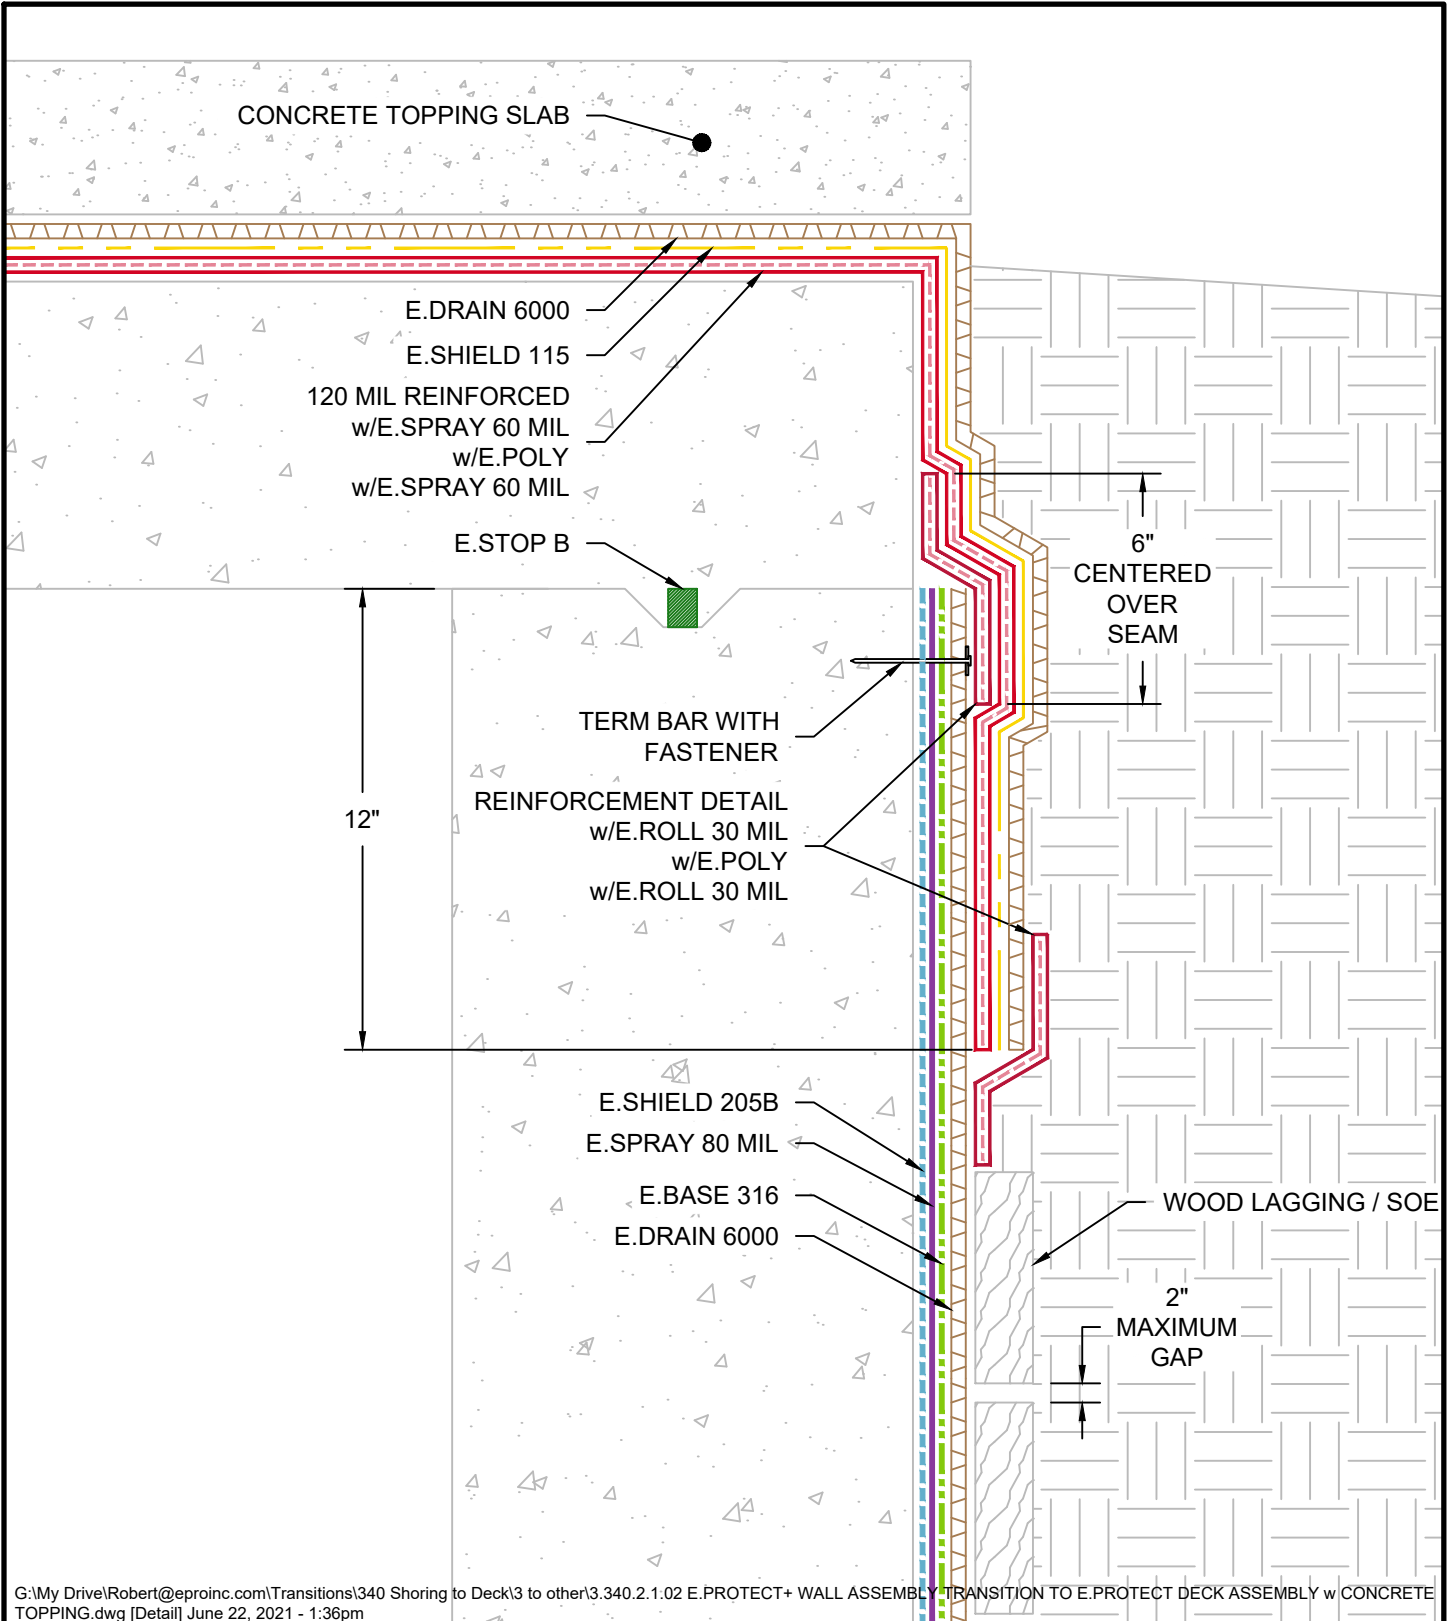 CONCRETE TOPPING SLAB
E.DRAIN 6000
E.SHIELD 115
120 MIL REINFORCED
w/E.SPRAY 60 MIL
w/E.POLY
w/E.SPRAY 60 MIL
E.STOP B
6"
CENTERED
OVER
SEAM
TERM BAR WITH
FASTENER
REINFORCEMENT DETAIL
w/E.ROLL 30 MIL
w/E.POLY
w/E.ROLL 30 MIL
12"
E.SHIELD 205B
E.SPRAY 80 MIL
E.BASE 316
E.DRAIN 6000
WOOD LAGGING / SOE
2"
MAXIMUM
GAP
G:\My Drive\Robert@eproinc.com\Transitions\340 Shoring to Deck\3 to other\3.340.2.1.02 E.PROTECT+ WALL ASSEMBLY TRANSITION TO E.PROTECT DECK ASSEMBLY w CONCRETE
TOPPING.dwg [Detail] June 22, 2021 - 1:36pm